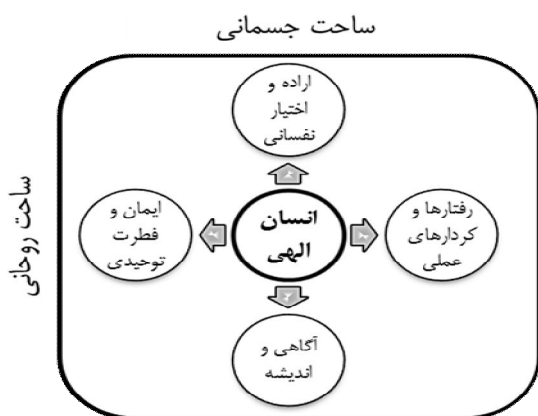 ساحت جسمانی
اراده و
اختیار
نفسانی
رفتارها و
کردارهای
عملی
انسان
الهی
ایمان و
فطرت
توحیدی
ساحت روحانی
آگاهی و
اندیشه